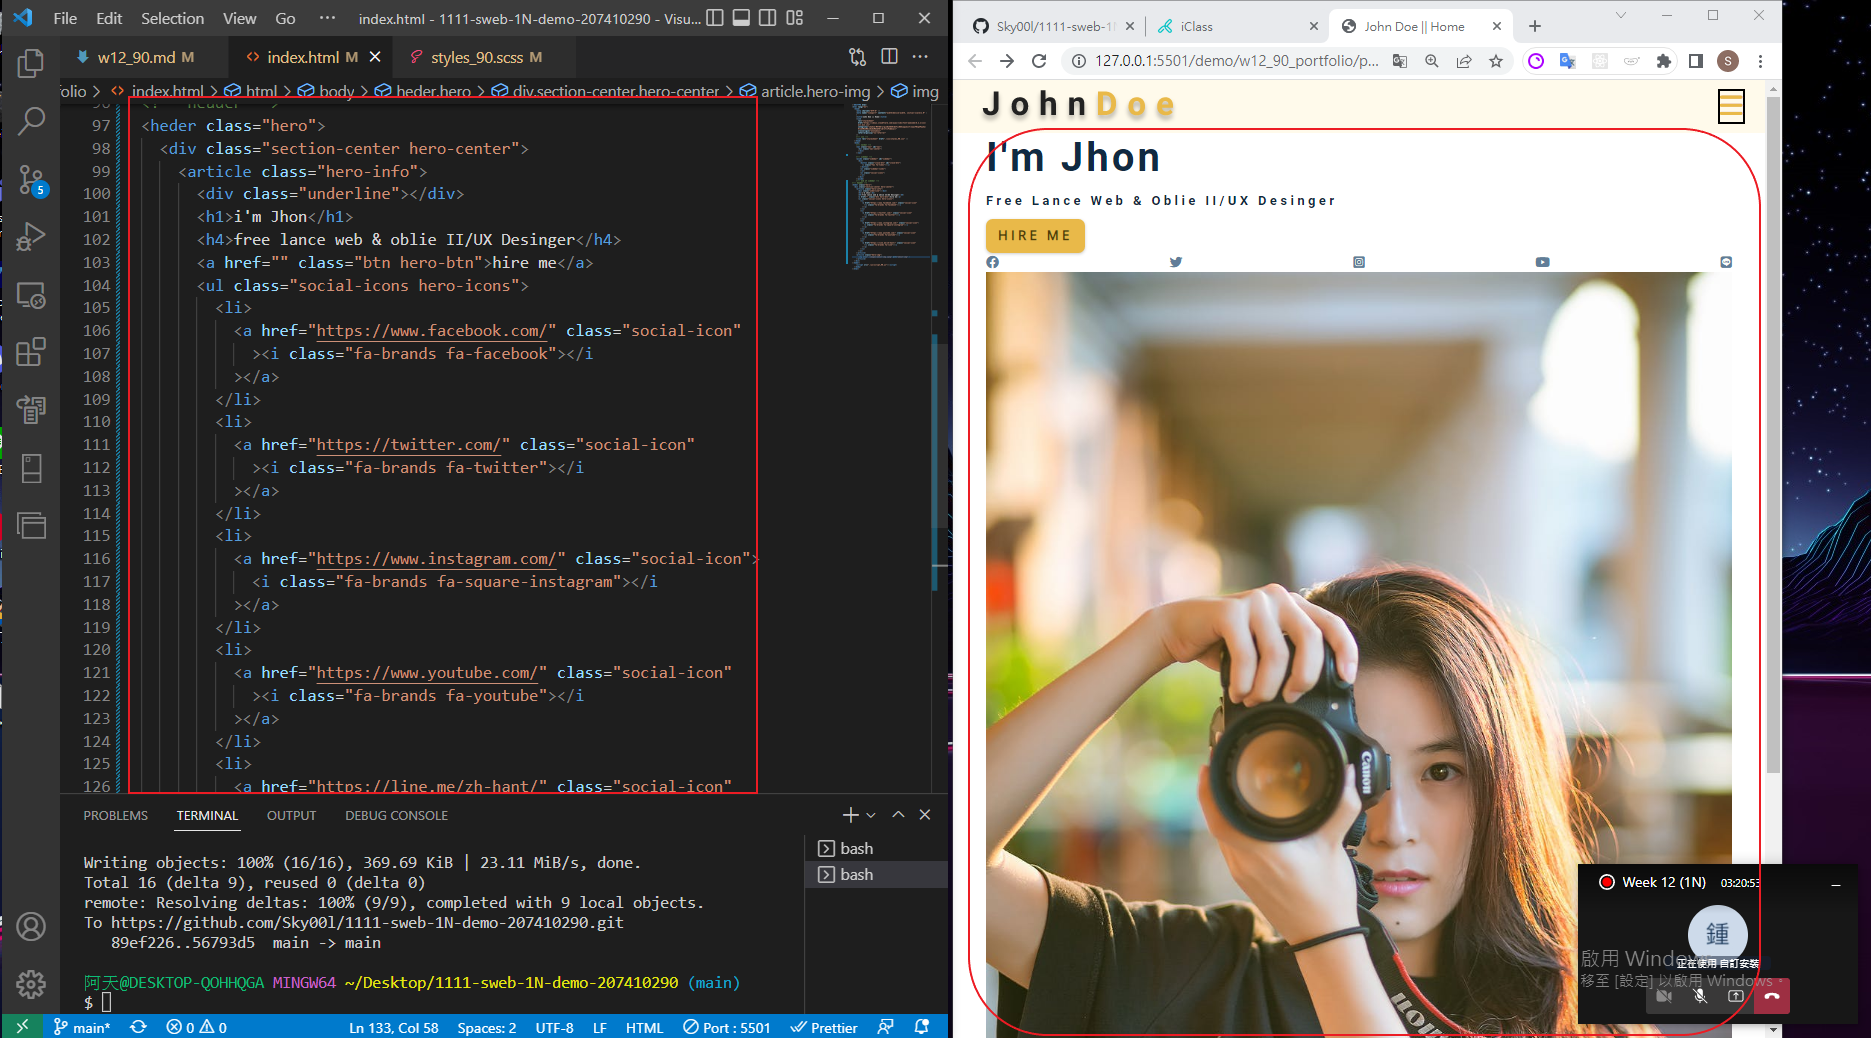 File Edit Selection View Go ··· index.html - 1111-sweb-1N-demo-207410290 - Visu...
w12_90.md M index.html M styles_90.scss M
folio > index.html > html > body > heder.hero > div.section-center.hero-center > article.hero-img > img
97 <heder class="hero">
98 <div class="section-center hero-center">
99 <article class="hero-info">
100 <div class="underline"></div>
101 <h1>i'm Jhon</h1>
102 <h4>free lance web & oblie II/UX Desinger</h4>
103 <a href="" class="btn hero-btn">hire me</a>
104 <ul class="social-icons hero-icons">
105 <li>
106 <a href="https://www.facebook.com/" class="social-icon"
107 ><i class="fa-brands fa-facebook"></i
108 ></a>
109 </li>
110 <li>
111 <a href="https://twitter.com/" class="social-icon"
112 ><i class="fa-brands fa-twitter"></i
113 ></a>
114 </li>
115 <li>
116 <a href="https://www.instagram.com/" class="social-icon">
117 <i class="fa-brands fa-square-instagram"></i
118 ></a>
119 </li>
120 <li>
121 <a href="https://www.youtube.com/" class="social-icon"
122 ><i class="fa-brands fa-youtube"></i
123 ></a>
124 </li>
125 <li>
126 <a href="https://line.me/zh-hant/" class="social-icon"
PROBLEMS TERMINAL OUTPUT DEBUG CONSOLE
bash
bash
Writing objects: 100% (16/16), 369.69 KiB | 23.11 MiB/s, done.
Total 16 (delta 9), reused 0 (delta 0)
remote: Resolving deltas: 100% (9/9), completed with 9 local objects.
To https://github.com/Sky00l/1111-sweb-1N-demo-207410290.git
89ef226..56793d5 main -> main
阿天@DESKTOP-QOHHQGA MINGW64 ~/Desktop/1111-sweb-1N-demo-207410290 (main)
$
5
main* 0 0 Ln 133, Col 58 Spaces: 2 UTF-8 LF HTML Port : 5501 Prettier
Sky00l/1111-sweb-1N iClass John Doe || Home
127.0.0.1:5501/demo/w12_90_portfolio/p... S
JohnDoe
I'm Jhon
Free Lance Web & Oblie II/UX Desinger
HIRE ME
Canon
Week 12 (1N) 03:20:53
鍾
正在使用 自訂安裝
啟用 Windows
移至 [設定] 以啟用 Windows。